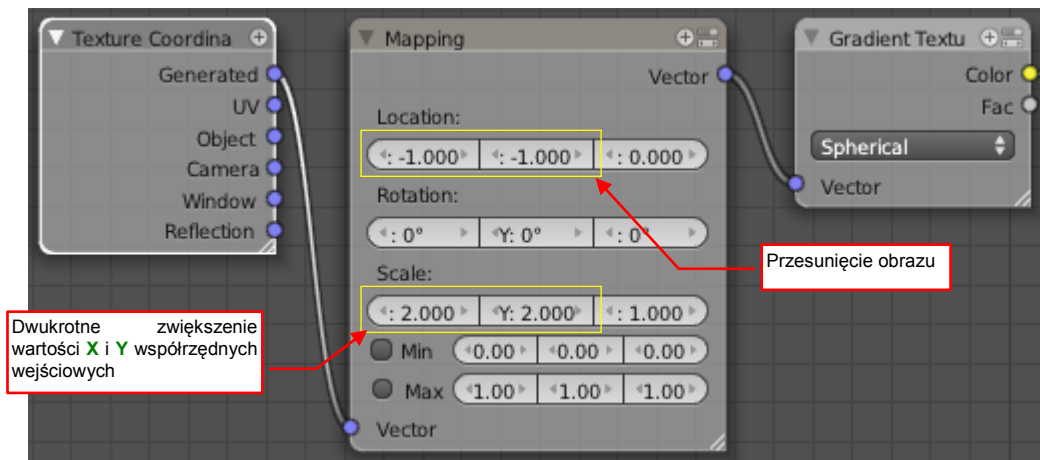 Texture Coordina
Generated
UV
Object
Camera
Window
Reflection
Mapping
Vector
Location:
: -1.000 : -1.000 : 0.000
Rotation:
: 0° Y: 0° : 0°
Scale:
: 2.000 Y: 2.000 : 1.000
Min 0.00 0.00 0.00
Max 1.00 1.00 1.00
Vector
Gradient Textu
Color
Fac
Spherical
Vector
Przesunięcie obrazu
Dwukrotne zwiększenie
wartości X i Y współrzędnych
wejściowych